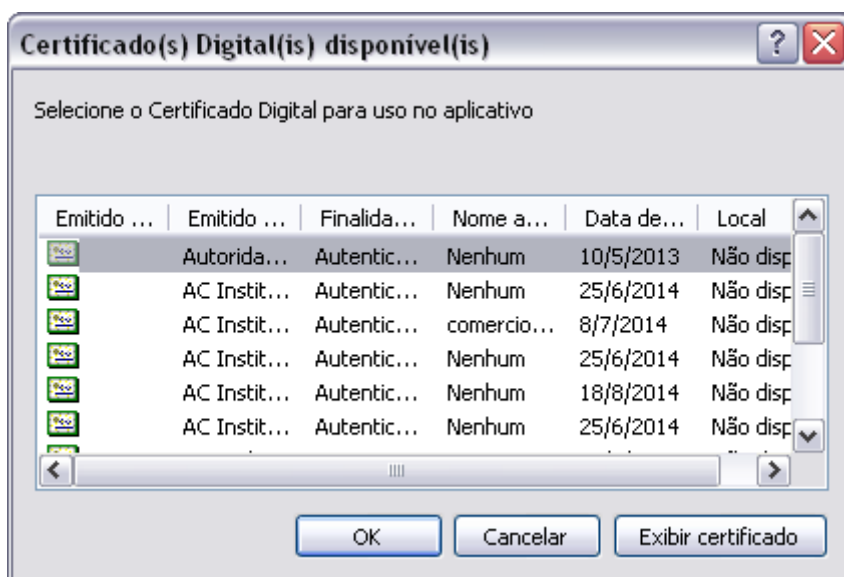 Certificado(s) Digital(is) disponível(is)
Selecione o Certificado Digital para uso no aplicativo
Emitido ... Emitido ... Finalida... Nome a... Data de... Local
Autorida... Autentic... Nenhum 10/5/2013 Não disp
AC Instit... Autentic... Nenhum 25/6/2014 Não disp
AC Instit... Autentic... comercio... 8/7/2014 Não disp
AC Instit... Autentic... Nenhum 25/6/2014 Não disp
AC Instit... Autentic... Nenhum 18/8/2014 Não disp
AC Instit... Autentic... Nenhum 25/6/2014 Não disp
OK Cancelar Exibir certificado